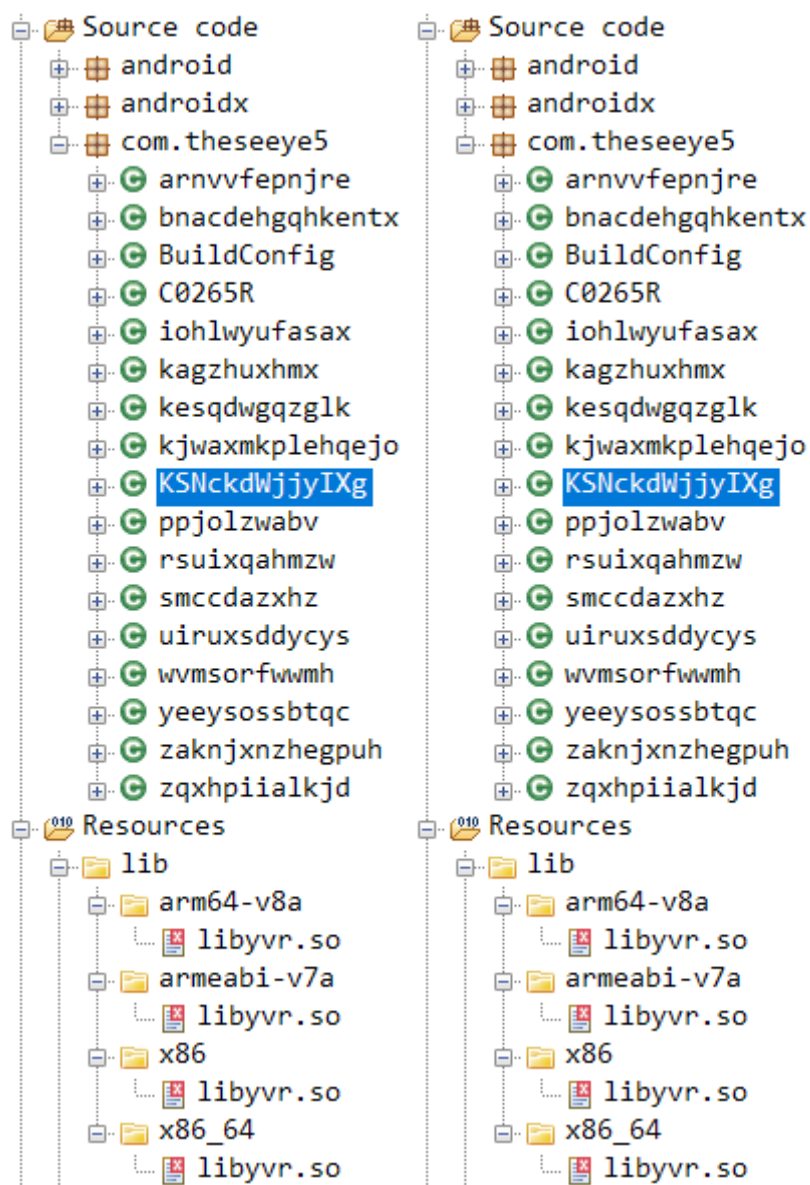 Source code
android
androidx
com.theseeye5
arnvvfepnjre
bnacdehgqhkentx
BuildConfig
C0265R
iohlwyufasax
kagzhuxhmx
kesqdwgqzglk
kjwaxmkplehqejo
KSNckdWjjyIXg
ppjolzwabv
rsuixqahmzw
smccdazxhz
uiruxsddycys
wvmsorfwwmh
yeeysossbtqc
zaknjxnzhegpuh
zqxhpiialkjd
Resources
lib
arm64-v8a
libyvr.so
armeabi-v7a
libyvr.so
x86
libyvr.so
x86_64
libyvr.so
Source code
android
androidx
com.theseeye5
arnvvfepnjre
bnacdehgqhkentx
BuildConfig
C0265R
iohlwyufasax
kagzhuxhmx
kesqdwgqzglk
kjwaxmkplehqejo
KSNckdWjjyIXg
ppjolzwabv
rsuixqahmzw
smccdazxhz
uiruxsddycys
wvmsorfwwmh
yeeysossbtqc
zaknjxnzhegpuh
zqxhpiialkjd
Resources
lib
arm64-v8a
libyvr.so
armeabi-v7a
libyvr.so
x86
libyvr.so
x86_64
libyvr.so